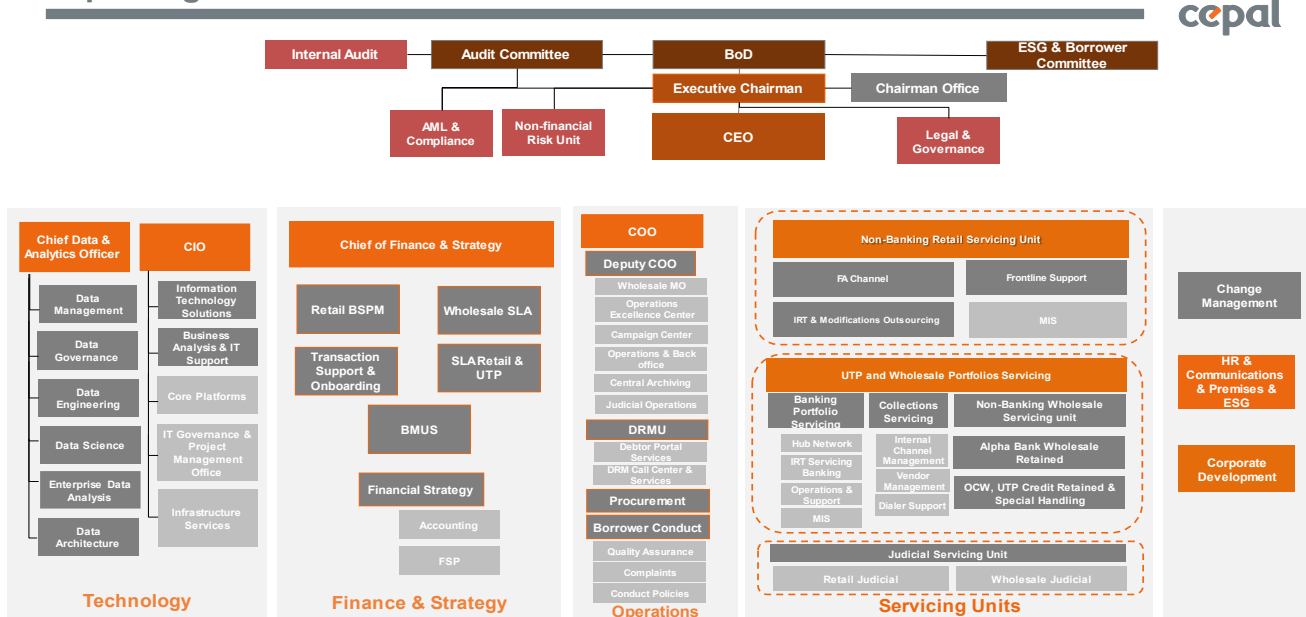 cepal
Internal Audit
Audit Committee
BoD
ESG & Borrower
Committee
Executive Chairman
Chairman Office
AML &
Compliance
Non-financial
Risk Unit
CEO
Legal &
Governance
Chief Data &
Analytics Officer
CIO
Data
Management
Data
Governance
Data
Engineering
Data Science
Enterprise Data
Analysis
Data
Architecture
Information
Technology
Solutions
Business
Analysis & IT
Support
Core Platforms
IT Governance &
Project
Management
Office
Infrastructure
Services
Technology
Chief of Finance & Strategy
Retail BSPM
Wholesale SLA
Transaction
Support &
Onboarding
SLA Retail &
UTP
BMUS
Financial Strategy
Accounting
FSP
Finance & Strategy
COO
Deputy COO
Wholesale MO
Operations
Excellence Center
Campaign Center
Operations & Back
office
Central Archiving
Judicial Operations
DRMU
Debtor Portal
Services
DRM Call Center &
Services
Procurement
Borrower Conduct
Quality Assurance
Complaints
Conduct Policies
Operations
Non-Banking Retail Servicing Unit
FA Channel
Frontline Support
IRT & Modifications Outsourcing
MIS
UTP and Wholesale Portfolios Servicing
Banking
Portfolio
Servicing
Hub Network
IRT Servicing
Banking
Operations &
Support
MIS
Collections
Servicing
Internal
Channel
Management
Vendor
Management
Dialer Support
Non-Banking Wholesale
Servicing unit
Alpha Bank Wholesale
Retained
OCW, UTP Credit Retained &
Special Handling
Judicial Servicing Unit
Retail Judicial
Wholesale Judicial
Servicing Units
Change
Management
HR &
Communications
& Premises &
ESG
Corporate
Development